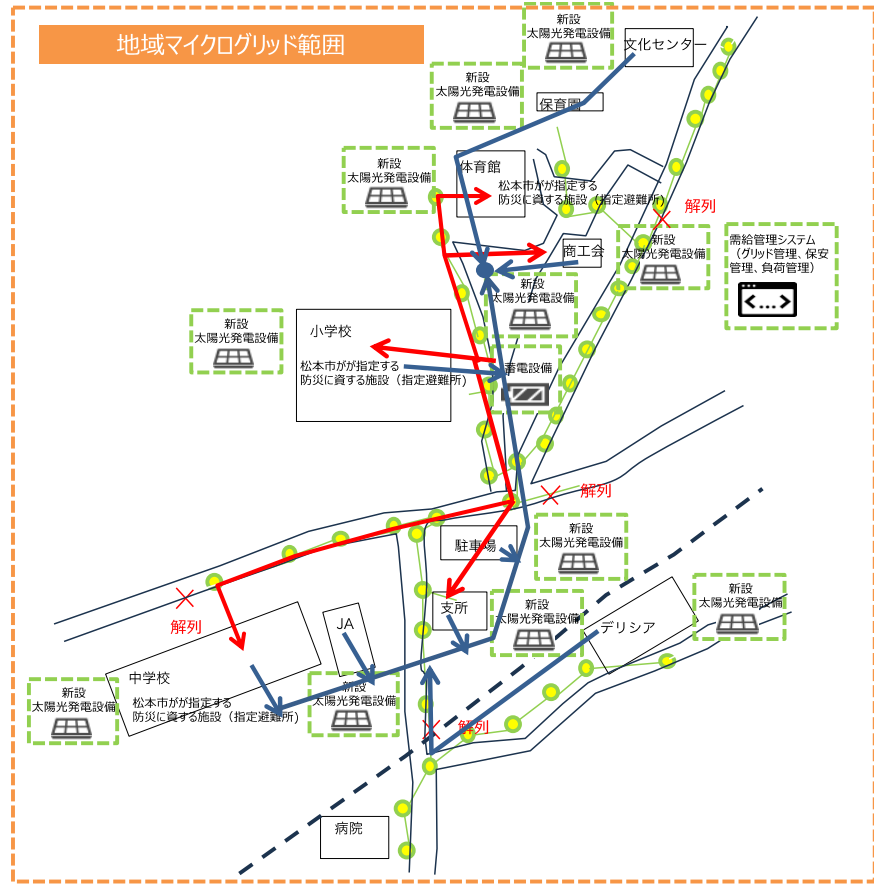 地域マイクログリッド範囲
新設
太陽光発電設備
文化センター
新設
太陽光発電設備
保育園
新設
太陽光発電設備
体育館
松本市がが指定する
防災に資する施設（指定避難所）
解列
商工会
新設
太陽光発電設備
需給管理システム
（グリッド管理、保安
管理、負荷管理）
<...>
新設
太陽光発電設備
新設
太陽光発電設備
小学校
松本市がが指定する
防災に資する施設（指定避難所）
蓄電設備
解列
駐車場
新設
太陽光発電設備
解列
JA
支所
新設
太陽光発電設備
デリシア
新設
太陽光発電設備
中学校
松本市がが指定する
防災に資する施設（指定避難所）
新設
太陽光発電設備
新設
太陽光発電設備
解列
病院